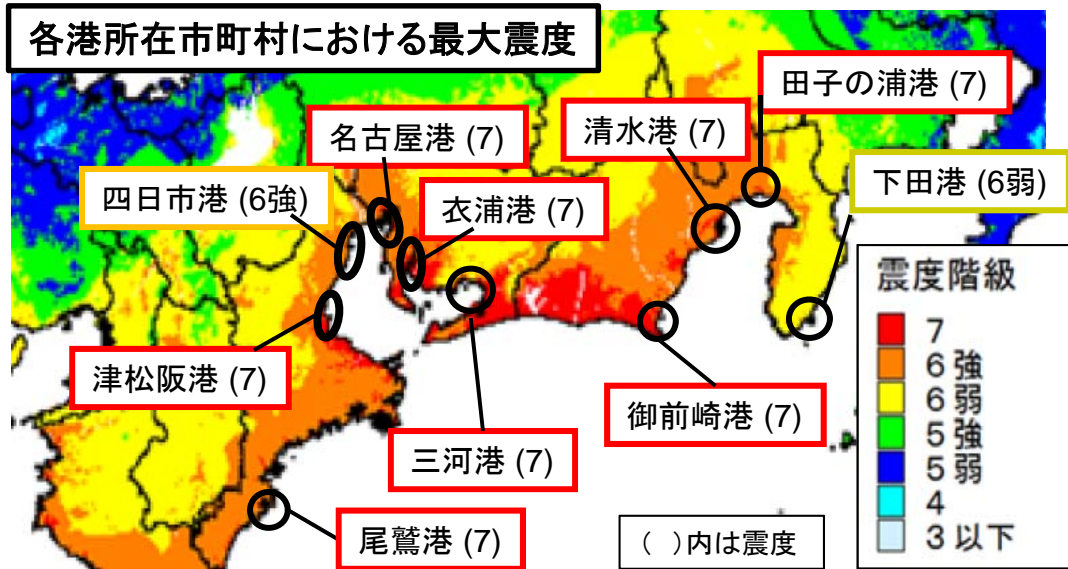 各港所在市町村における最大震度
田子の浦港 (7)
名古屋港 (7)
清水港 (7)
四日市港 (6強)
衣浦港 (7)
下田港 (6弱)
津松阪港 (7)
三河港 (7)
御前崎港 (7)
尾鷲港 (7)
( )内は震度
震度階級
7
6強
6弱
5強
5弱
4
3以下